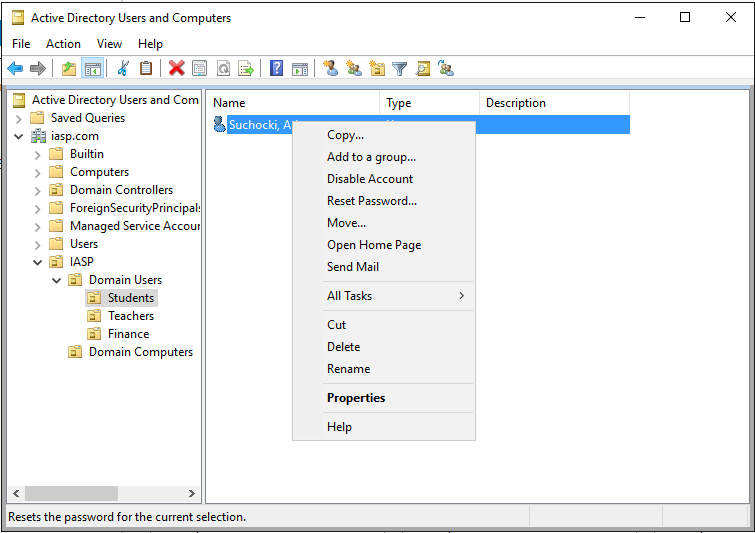 Active Directory Users and Computers
File Action View Help
Active Directory Users and Com
Saved Queries
iasp.com
Builtin
Computers
Domain Controllers
ForeignSecurityPrincipals
Managed Service Accour
Users
IASP
Domain Users
Students
Teachers
Finance
Domain Computers
Name Type Description
Suchocki,
Copy...
Add to a group...
Disable Account
Reset Password...
Move...
Open Home Page
Send Mail
All Tasks
Cut
Delete
Rename
Properties
Help
Resets the password for the current selection.